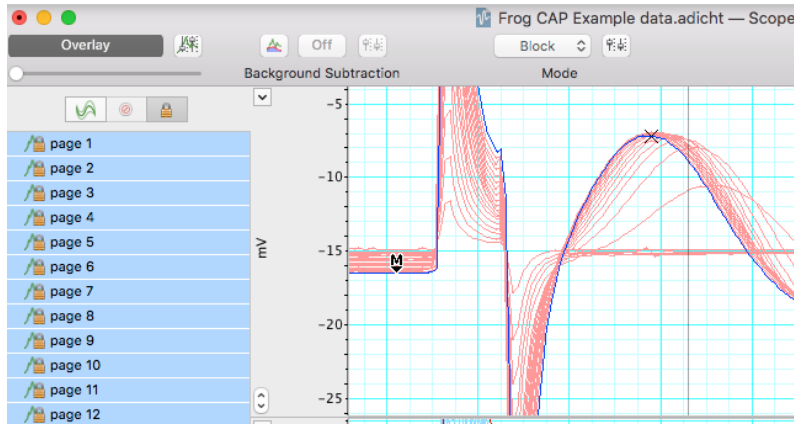 Frog CAP Example data.adicht — Scope
Overlay
Off
Block
Background Subtraction
Mode
page 1
page 2
page 3
page 4
page 5
page 6
page 7
page 8
page 9
page 10
page 11
page 12
mV
-5
-10
-15
-20
-25
M